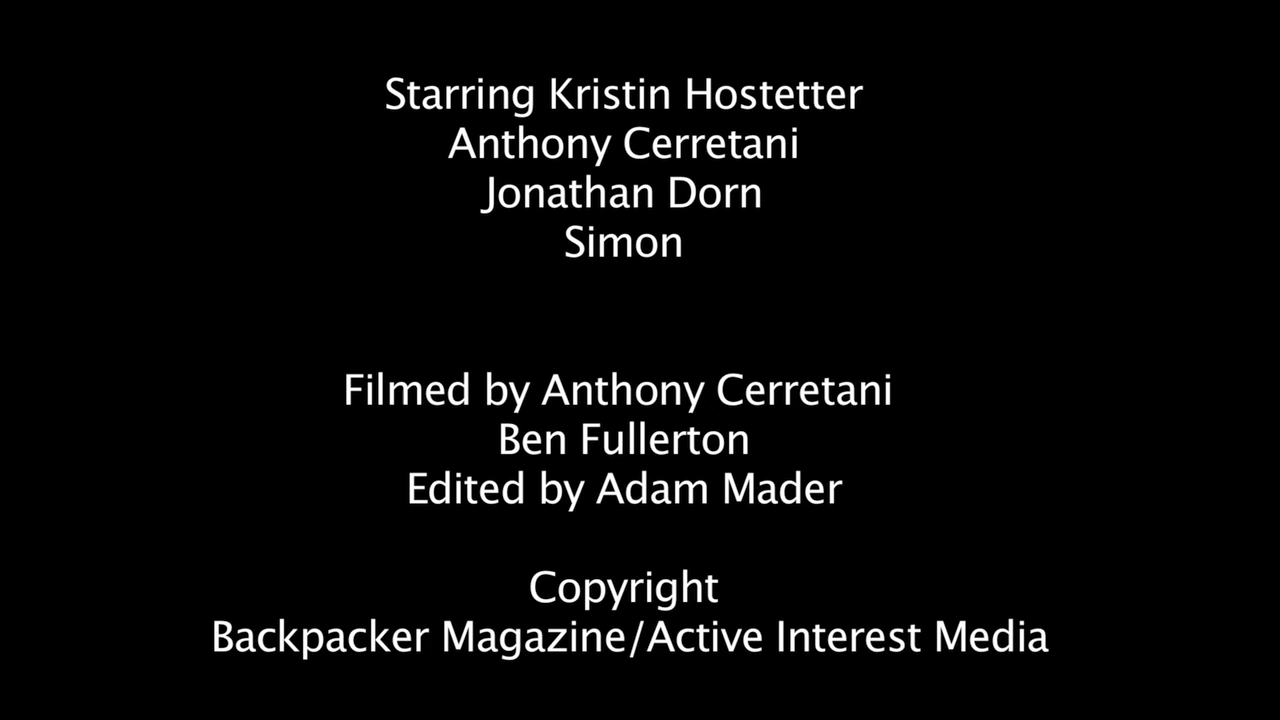 Starring Kristin Hostetter
Anthony Cerretani
Jonathan Dorn
Simon
Filmed by Anthony Cerretani
Ben Fullerton
Edited by Adam Mader
Copyright
Backpacker Magazine/Active Interest Media